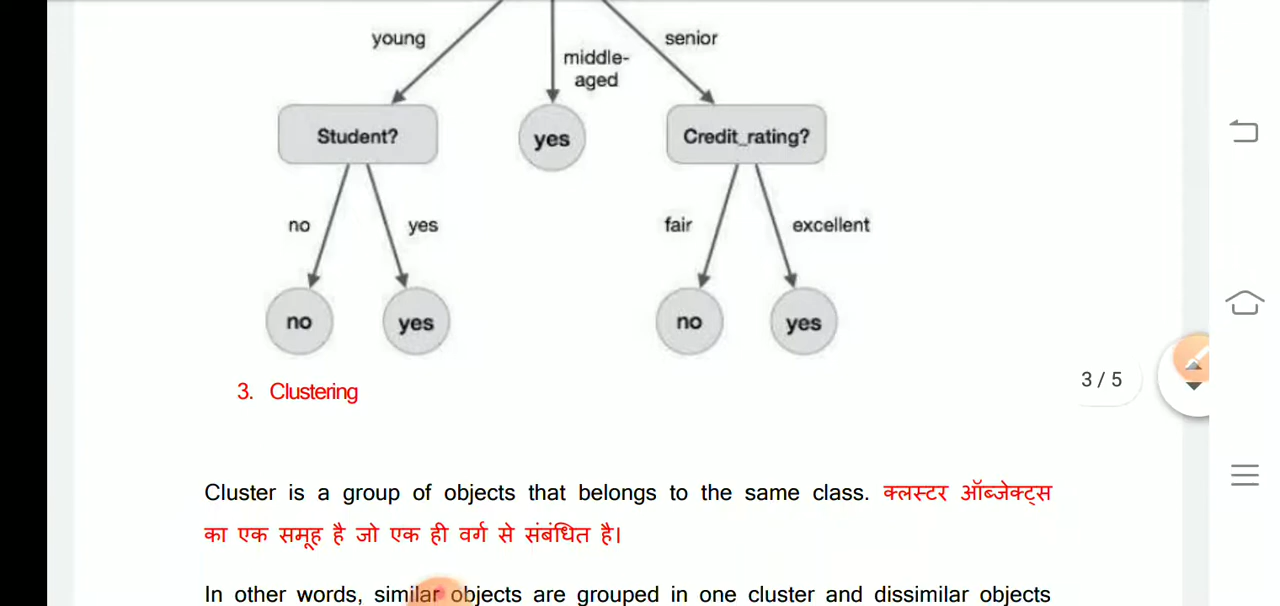 young
senior
middle-
aged
Student?
yes
Credit_rating?
no
yes
fair
excellent
no
yes
no
yes
3. Clustering
3 / 5
Cluster is a group of objects that belongs to the same class. क्लस्टर ऑब्जेक्ट्स
का एक समूह है जो एक ही वर्ग से संबंधित है।
In other words, similar objects are grouped in one cluster and dissimilar objects